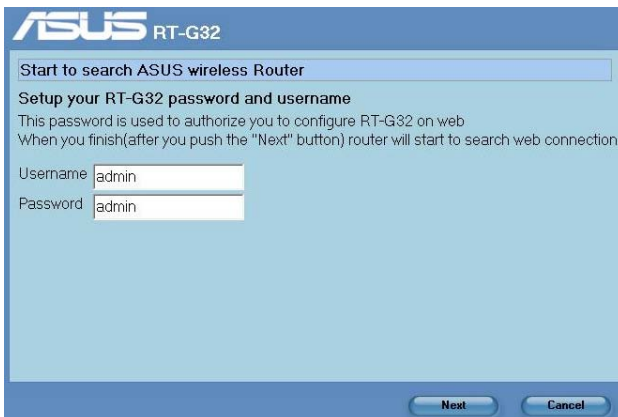 ASUS RT-G32
Start to search ASUS wireless Router
Setup your RT-G32 password and username
This password is used to authorize you to configure RT-G32 on web
When you finish(after you push the "Next" button) router will start to search web connection
Username admin
Password admin
Next Cancel